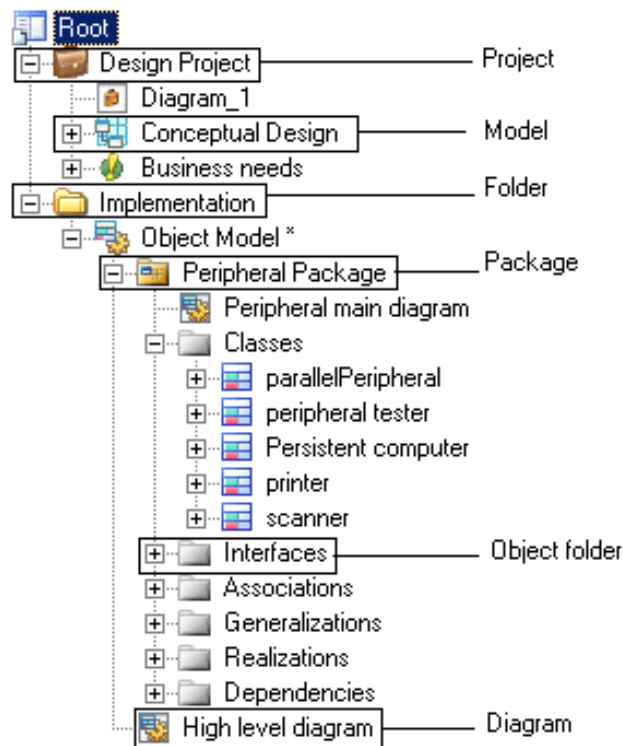 Root
Design Project
Project
Diagram_1
Conceptual Design
Model
Business needs
Implementation
Folder
Object Model *
Peripheral Package
Package
Peripheral main diagram
Classes
parallelPeripheral
peripheral tester
Persistent computer
printer
scanner
Interfaces
Object folder
Associations
Generalizations
Realizations
Dependencies
High level diagram
Diagram